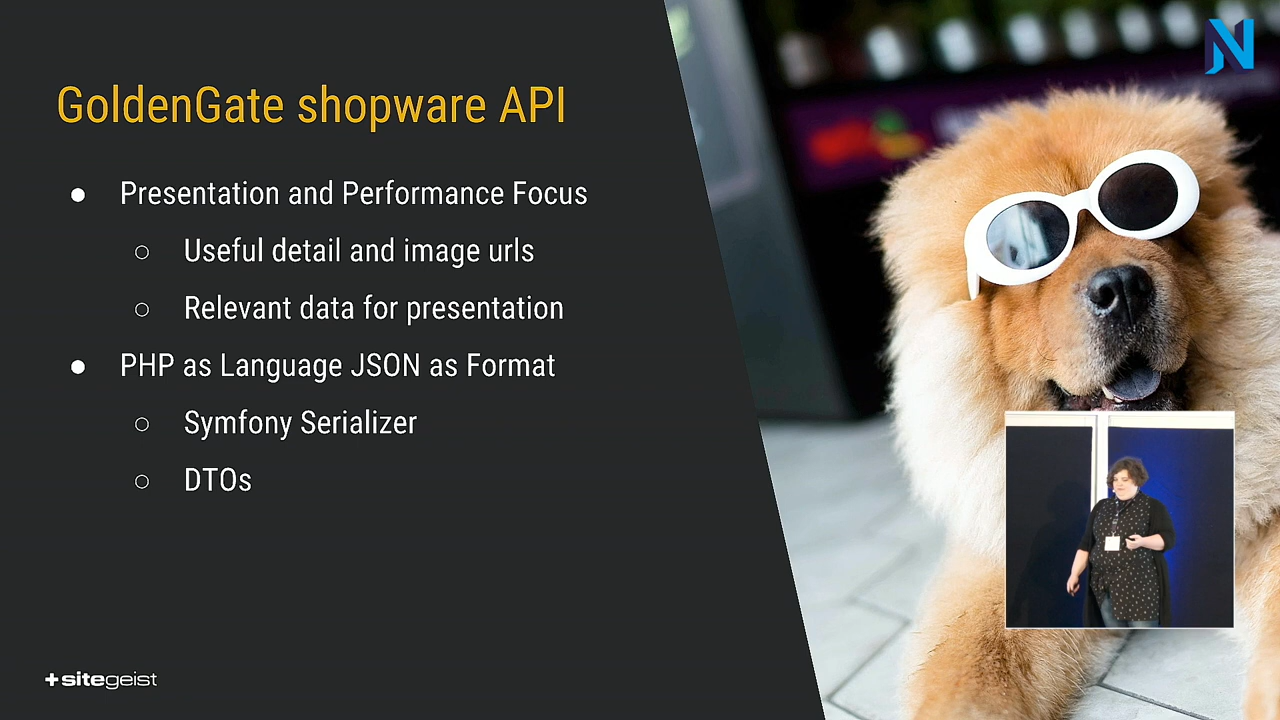 GoldenGate shopware API
● Presentation and Performance Focus
○ Useful detail and image urls
○ Relevant data for presentation
● PHP as Language JSON as Format
○ Symfony Serializer
○ DTOs
+sitegeist
N